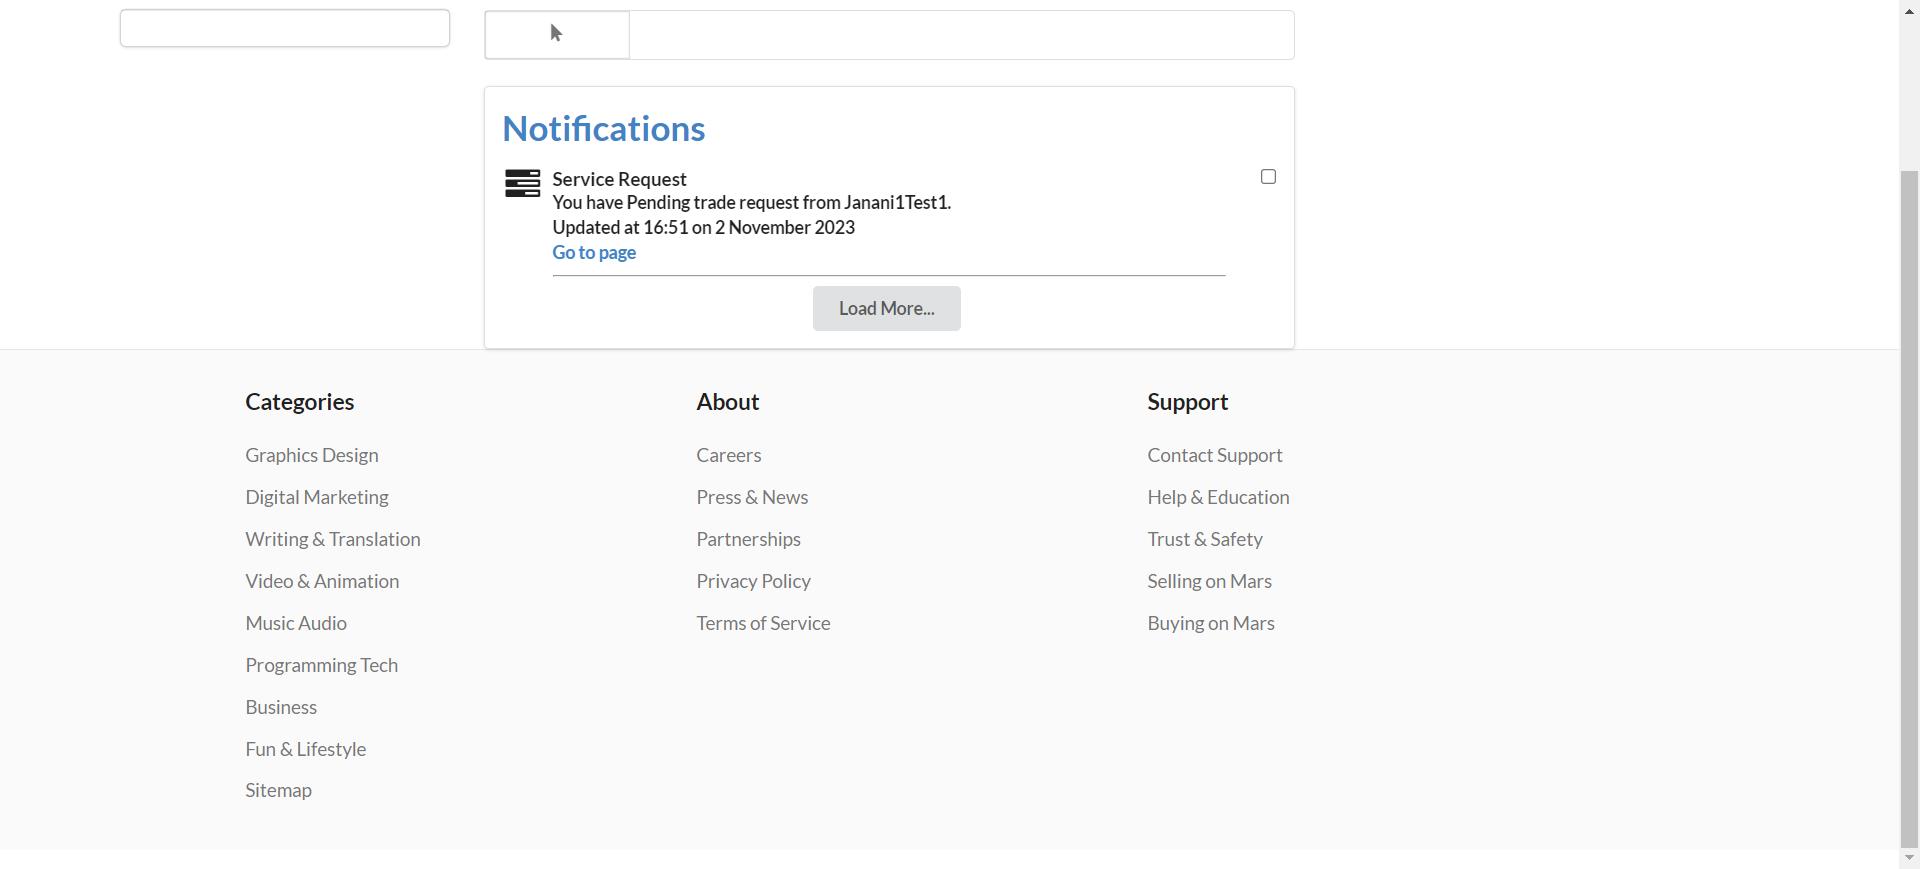 Notifications
Service Request
You have Pending trade request from Janani1Test1.
Updated at 16:51 on 2 November 2023
Go to page
Load More...
Categories
Graphics Design
Digital Marketing
Writing & Translation
Video & Animation
Music Audio
Programming Tech
Business
Fun & Lifestyle
Sitemap
About
Careers
Press & News
Partnerships
Privacy Policy
Terms of Service
Support
Contact Support
Help & Education
Trust & Safety
Selling on Mars
Buying on Mars